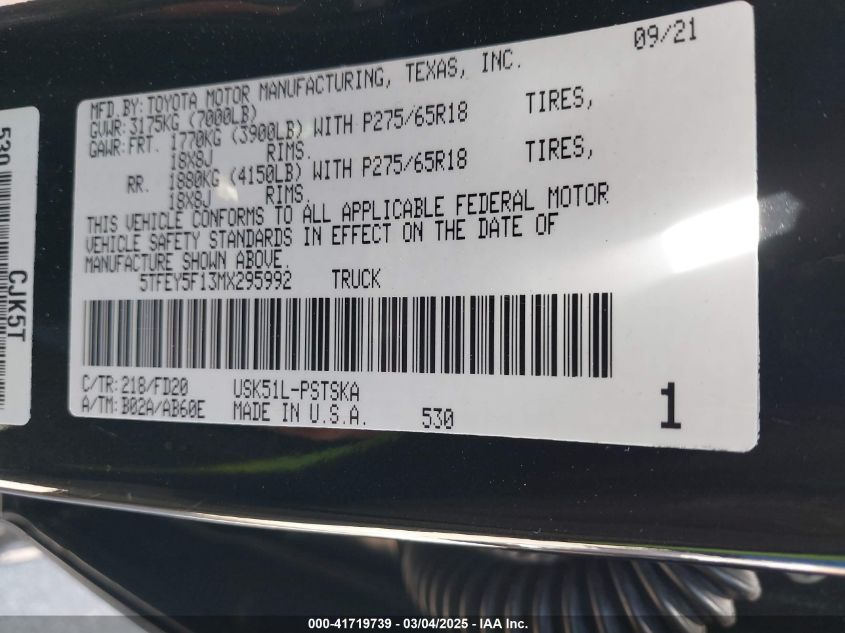 09/21
MFD.BY: TOYOTA MOTOR MANUFACTURING, TEXAS, INC.
GVWR: 3175KG (7000LB)
GAWR: FRT. 1770KG (3900LB) WITH P275/65R18 TIRES,
18X8J RIMS.
RR. 1880KG (4150LB) WITH P275/65R18 TIRES,
18X8J RIMS.
THIS VEHICLE CONFORMS TO ALL APPLICABLE FEDERAL MOTOR
VEHICLE SAFETY STANDARDS IN EFFECT ON THE DATE OF
MANUFACTURE SHOWN ABOVE.
5TFEY5F13MX295992 TRUCK
C/TR: 218/FD20 USK51L-PSTSKA
A/TM: B02A/AB60E MADE IN U.S.A. 530 1
530
CJK5T
000-41719739 - 03/04/2025 - IAA Inc.